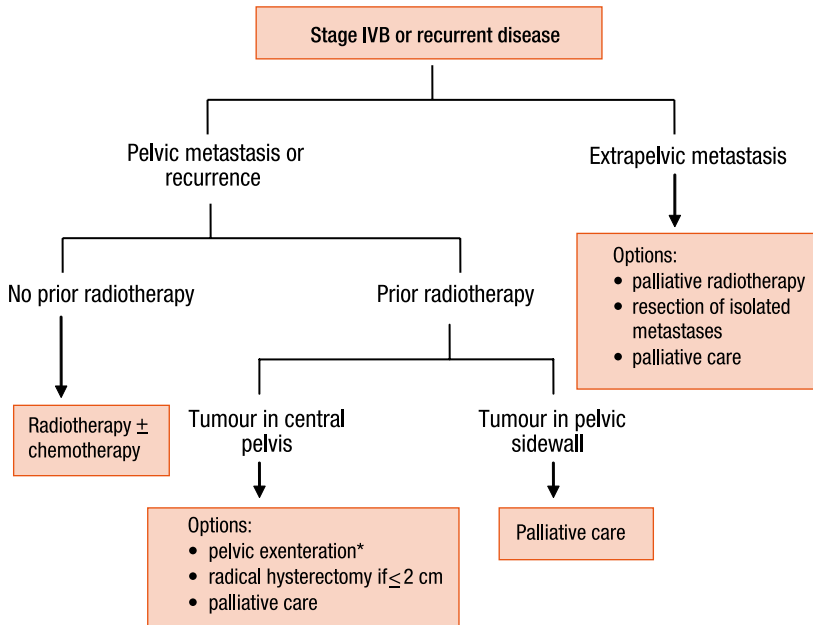 Stage IVB or recurrent disease
Pelvic metastasis or
recurrence
Extrapelvic metastasis
Options:
• palliative radiotherapy
• resection of isolated
metastases
• palliative care
No prior radiotherapy
Prior radiotherapy
Radiotherapy ±
chemotherapy
Tumour in central
pelvis
Tumour in pelvic
sidewall
Options:
• pelvic exenteration*
• radical hysterectomy if ≤ 2 cm
• palliative care
Palliative care